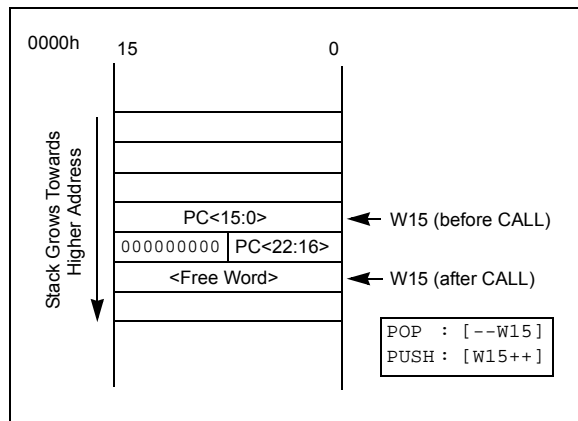 0000h
15 0
Stack Grows Towards
Higher Address
PC<15:0>
W15 (before CALL)
000000000 PC<22:16>
<Free Word>
W15 (after CALL)
POP : [--W15]
PUSH : [W15++]